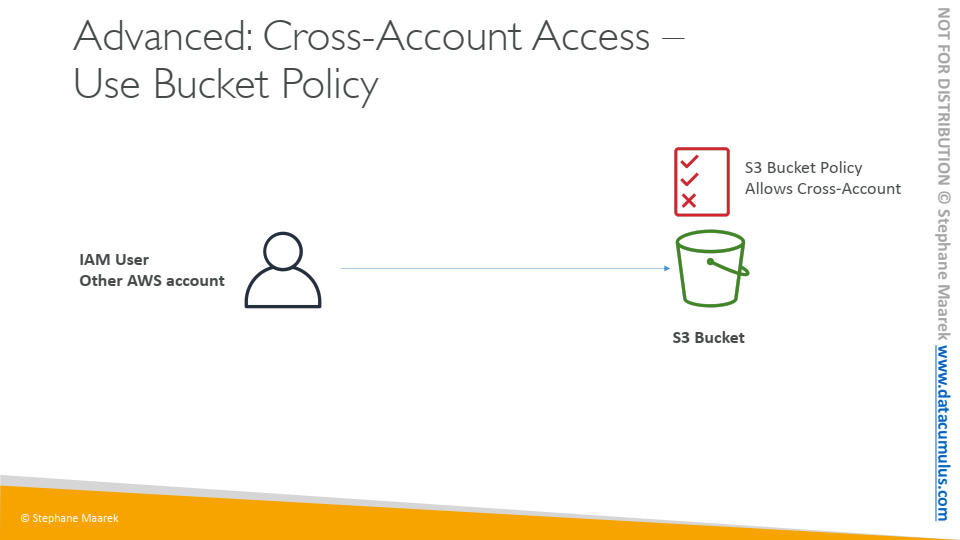 Advanced: Cross-Account Access –
Use Bucket Policy
S3 Bucket Policy
Allows Cross-Account
IAM User
Other AWS account
S3 Bucket
© Stephane Maarek
NOT FOR DISTRIBUTION © Stephane Maarek www.datacumulus.com